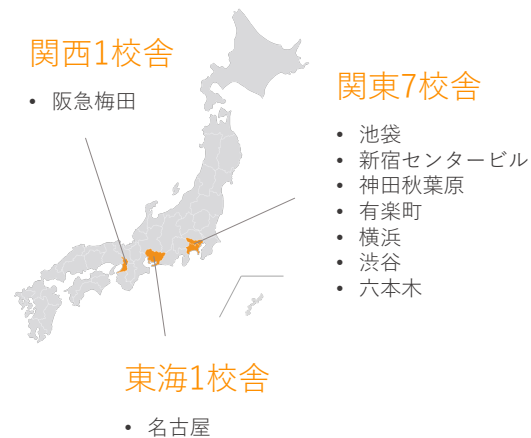 関西1校舎
• 阪急梅田
関東7校舎
• 池袋
• 新宿センタービル
• 神田秋葉原
• 有楽町
• 横浜
• 渋谷
• 六本木
東海1校舎
• 名古屋